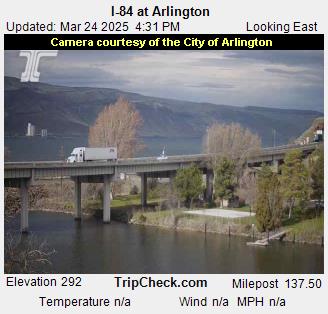 I-84 at Arlington
Updated: Mar 24 2025 4:31 PM Looking East
Camera courtesy of the City of Arlington
Elevation 292 TripCheck.com Milepost 137.50
Temperature n/a Wind n/a MPH n/a